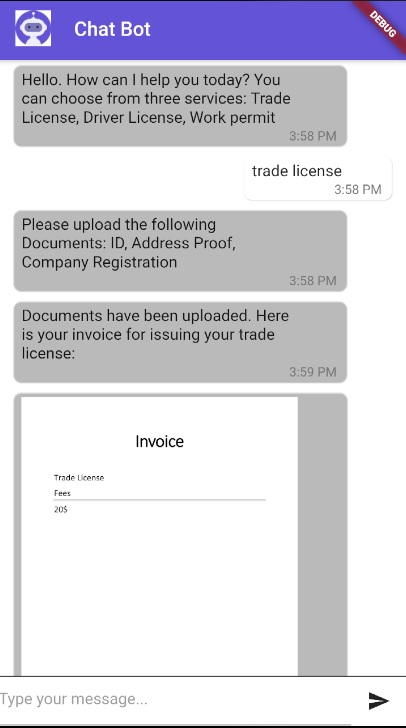 Chat Bot
DEBUG
Hello. How can I help you today? You
can choose from three services: Trade
License, Driver License, Work permit
3:58 PM
trade license
3:58 PM
Please upload the following
Documents: ID, Address Proof,
Company Registration
3:58 PM
Documents have been uploaded. Here
is your invoice for issuing your trade
license:
3:59 PM
Invoice
Trade License
Fees
20$
Type your message...